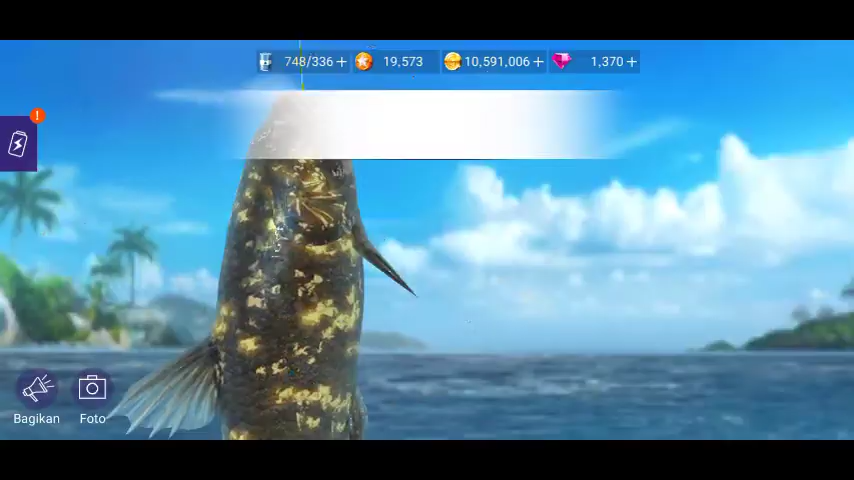 748/336 +
19,573
10,591,006 +
1,370 +
!
Bagikan
Foto